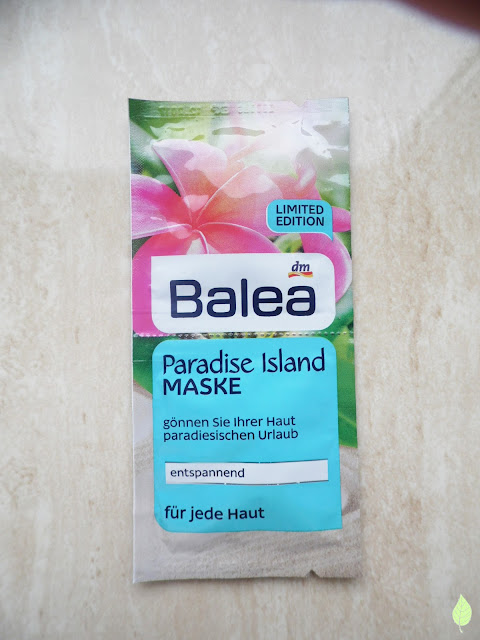 LIMITED
EDITION
dm
Balea
Paradise Island
MASKE
gönnen Sie Ihrer Haut
paradiesischen Urlaub
entspannend
für jede Haut